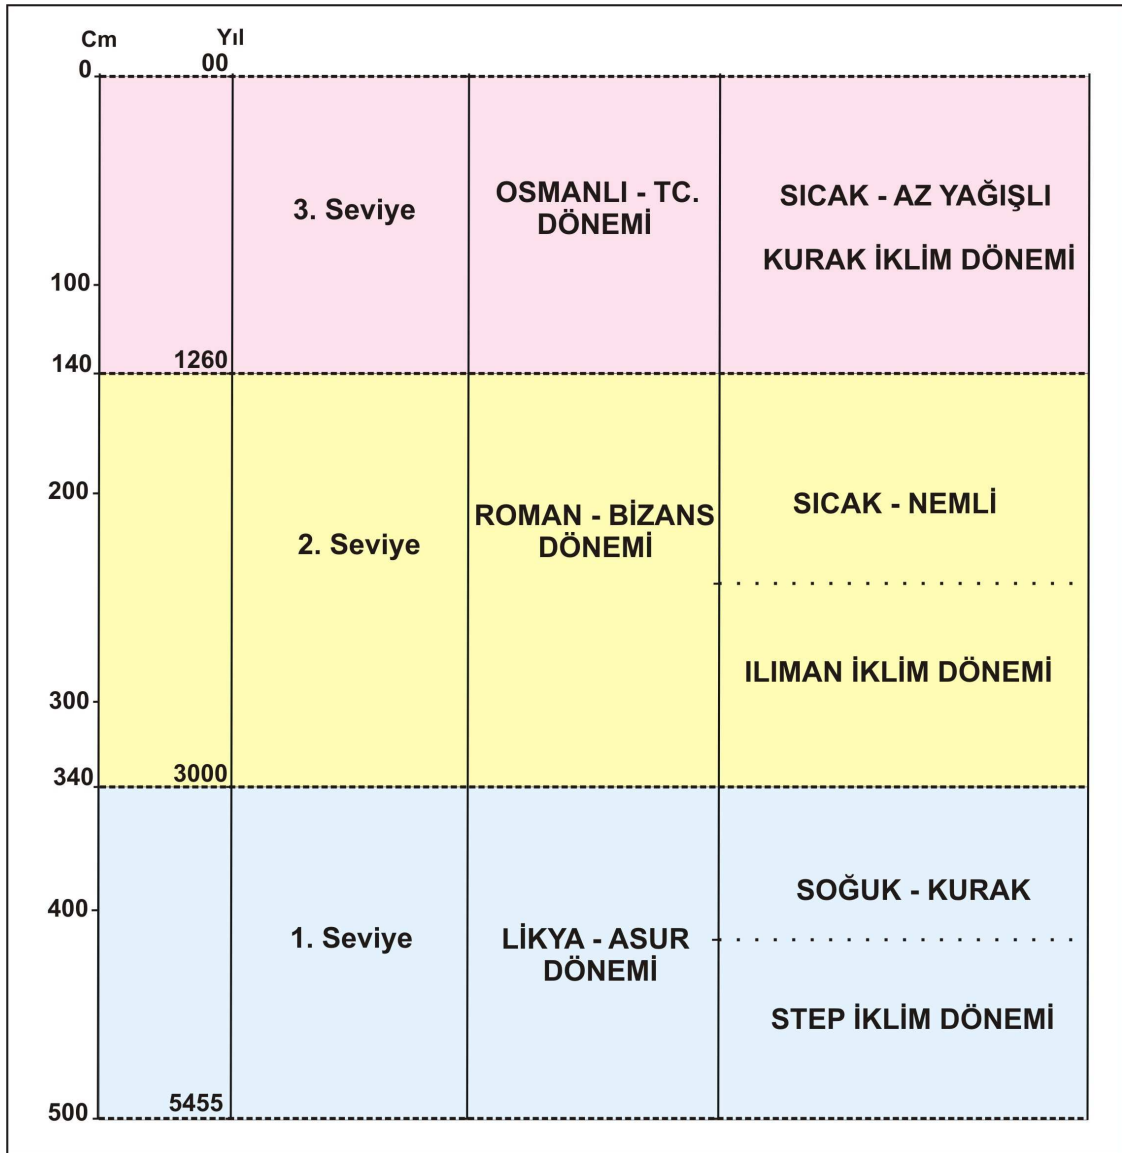 Cm Yıl
0 00
3. Seviye
OSMANLI - TC.
DÖNEMİ
SICAK - AZ YAĞIŞLI
KURAK İKLİM DÖNEMİ
100
140 1260
200
2. Seviye
ROMAN - BİZANS
DÖNEMİ
SICAK - NEMLİ
ILIMAN İKLİM DÖNEMİ
300
340 3000
400
1. Seviye
LİKYA - ASUR
DÖNEMİ
SOĞUK - KURAK
STEP İKLİM DÖNEMİ
500 5455